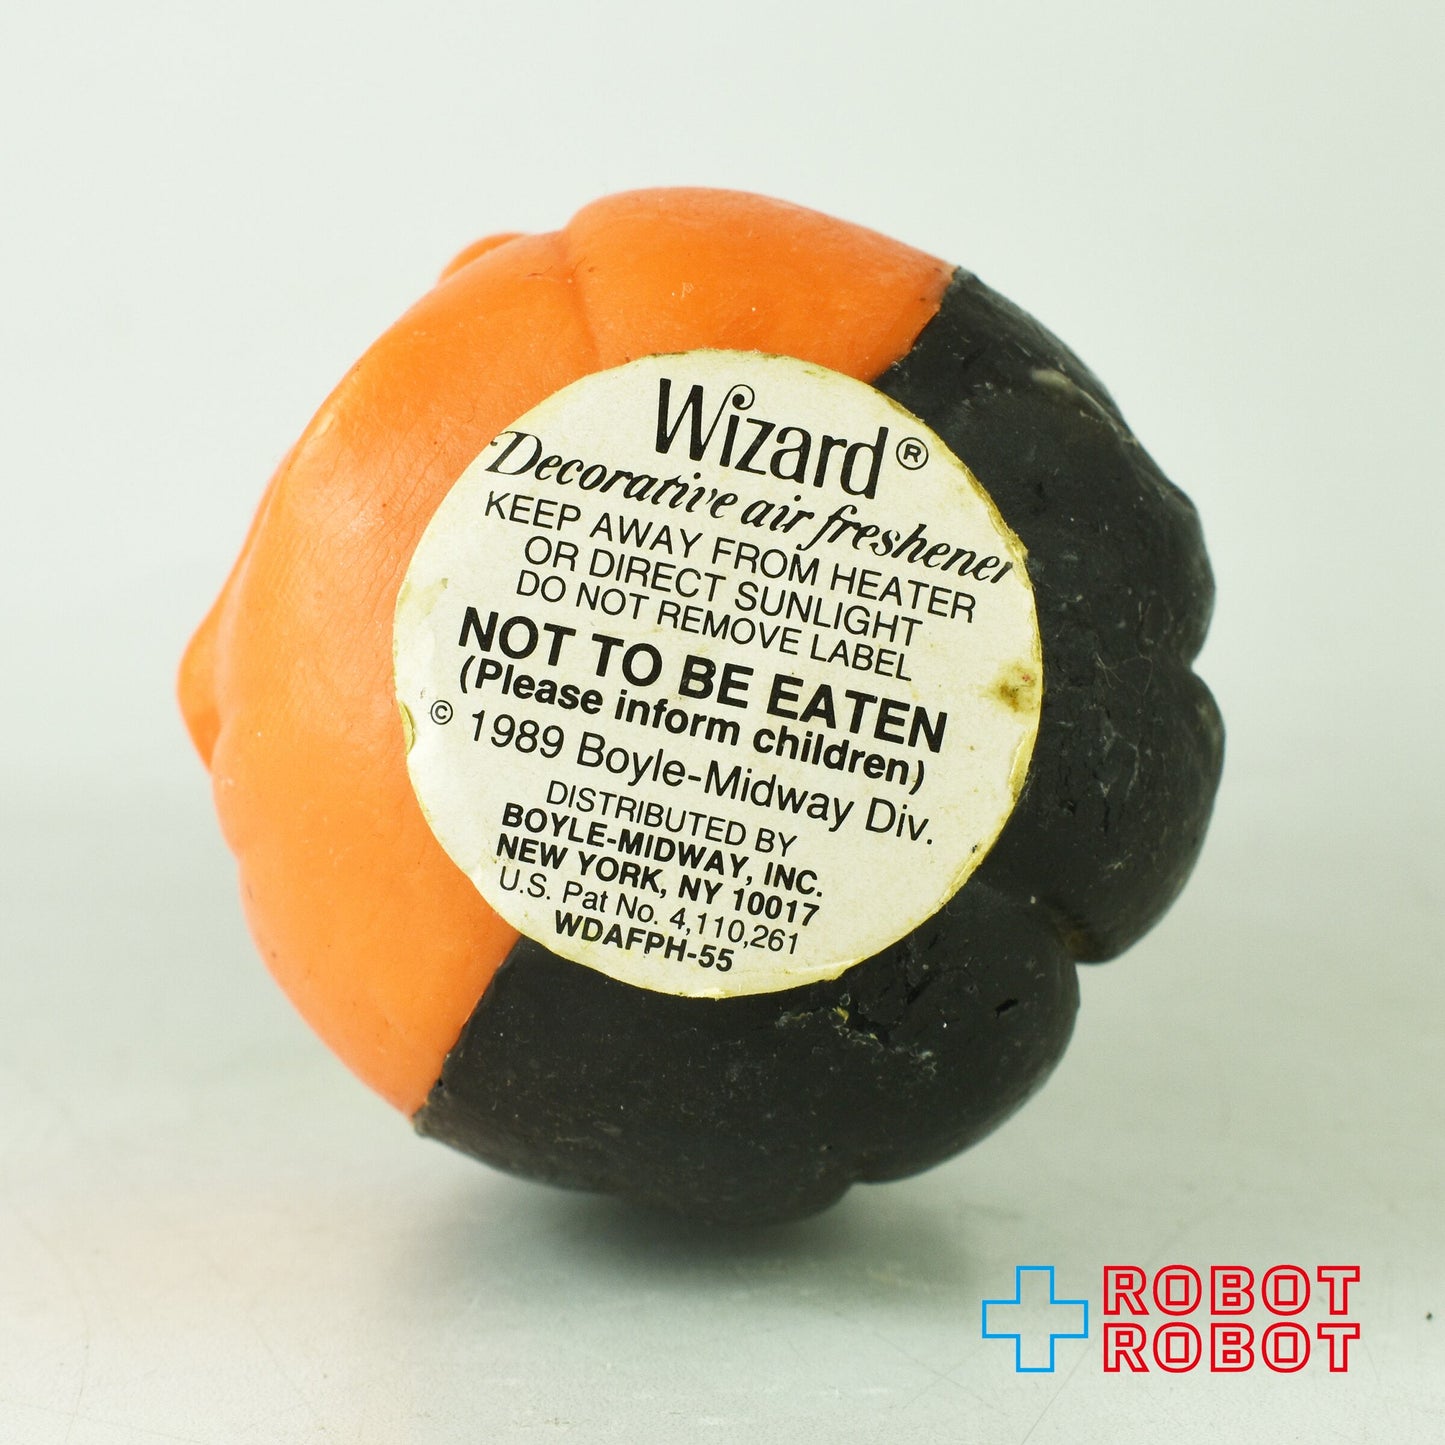 Wizard®
Decorative air freshener
KEEP AWAY FROM HEATER
OR DIRECT SUNLIGHT
DO NOT REMOVE LABEL
NOT TO BE EATEN
(Please inform children)
© 1989 Boyle-Midway Div.
DISTRIBUTED BY
BOYLE-MIDWAY, INC.
NEW YORK, NY 10017
U.S. Pat No. 4,110,261
WDAFPH-55
ROBOT
ROBOT